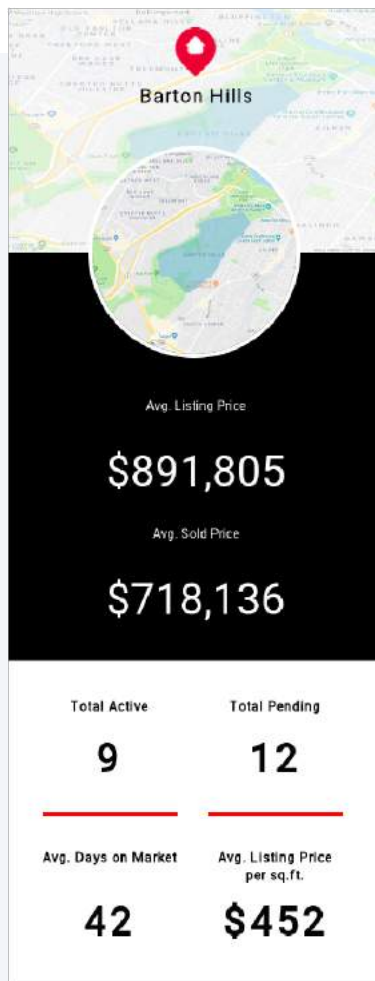 Barton Hills
Avg. Listing Price
$891,805
Avg. Sold Price
$718,136
Total Active
Total Pending
9
12
Avg. Days on Market
Avg. Listing Price
per sq.ft.
42
$452